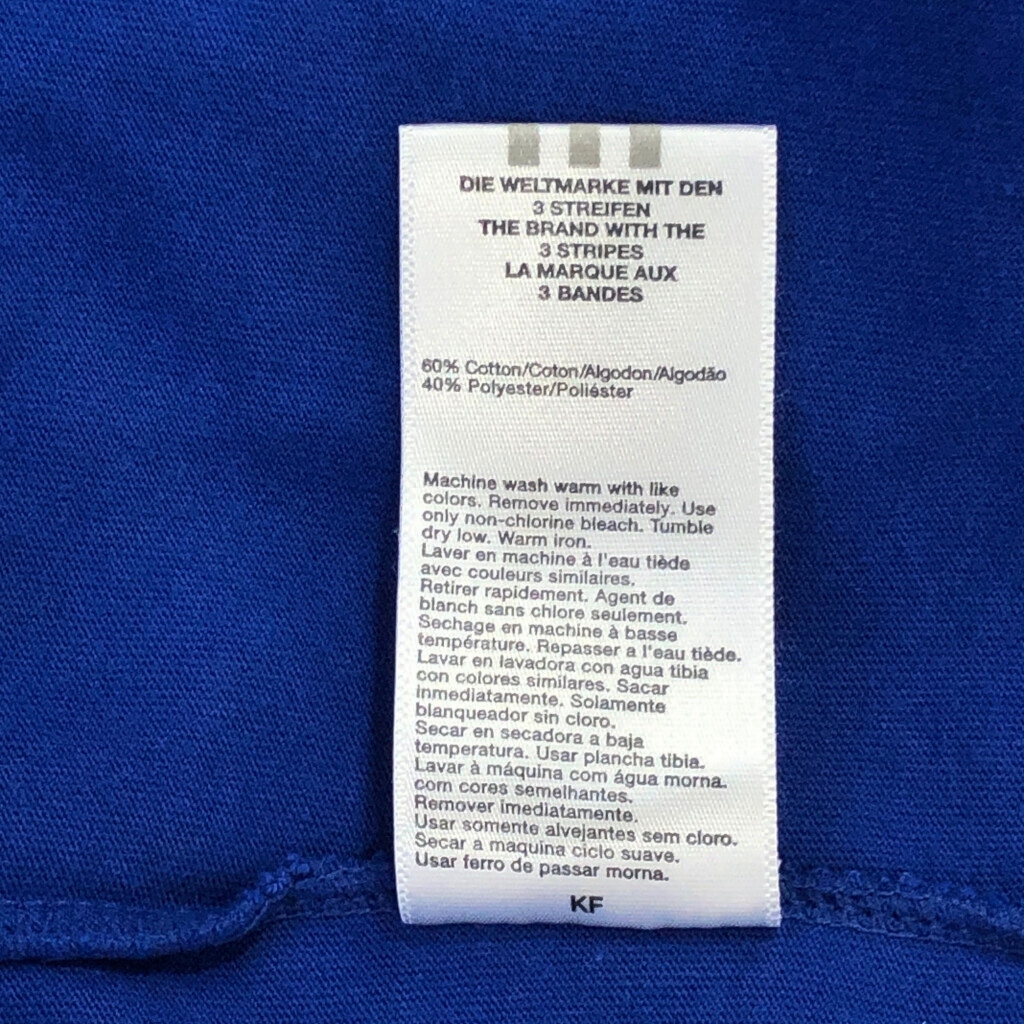 DIE WELTMARKE MIT DEN
3 STREIFEN
THE BRAND WITH THE
3 STRIPES
LA MARQUE AUX
3 BANDES
60% Cotton/Coton/Algodon/Algodão
40% Polyester/Poliéster
Machine wash warm with like
colors. Remove immediately. Use
only non-chlorine bleach. Tumble
dry low. Warm iron.
Laver en machine à l'eau tiède
avec couleurs similaires.
Retirer rapidement. Agent de
blanch sans chlore seulement.
Sechage en machine à basse
température. Repasser a l'eau tiède.
Lavar en lavadora con agua tibia
con colores similares. Sacar
inmediatamente. Solamente
blanqueador sin cloro.
Secar en secadora a baja
temperatura. Usar plancha tibia.
Lavar à máquina com água morna.
com cores semelhantes.
Remover imediatamente.
Usar somente alvejantes sem cloro.
Secar a maquina ciclo suave.
Usar ferro de passar morna.
KF